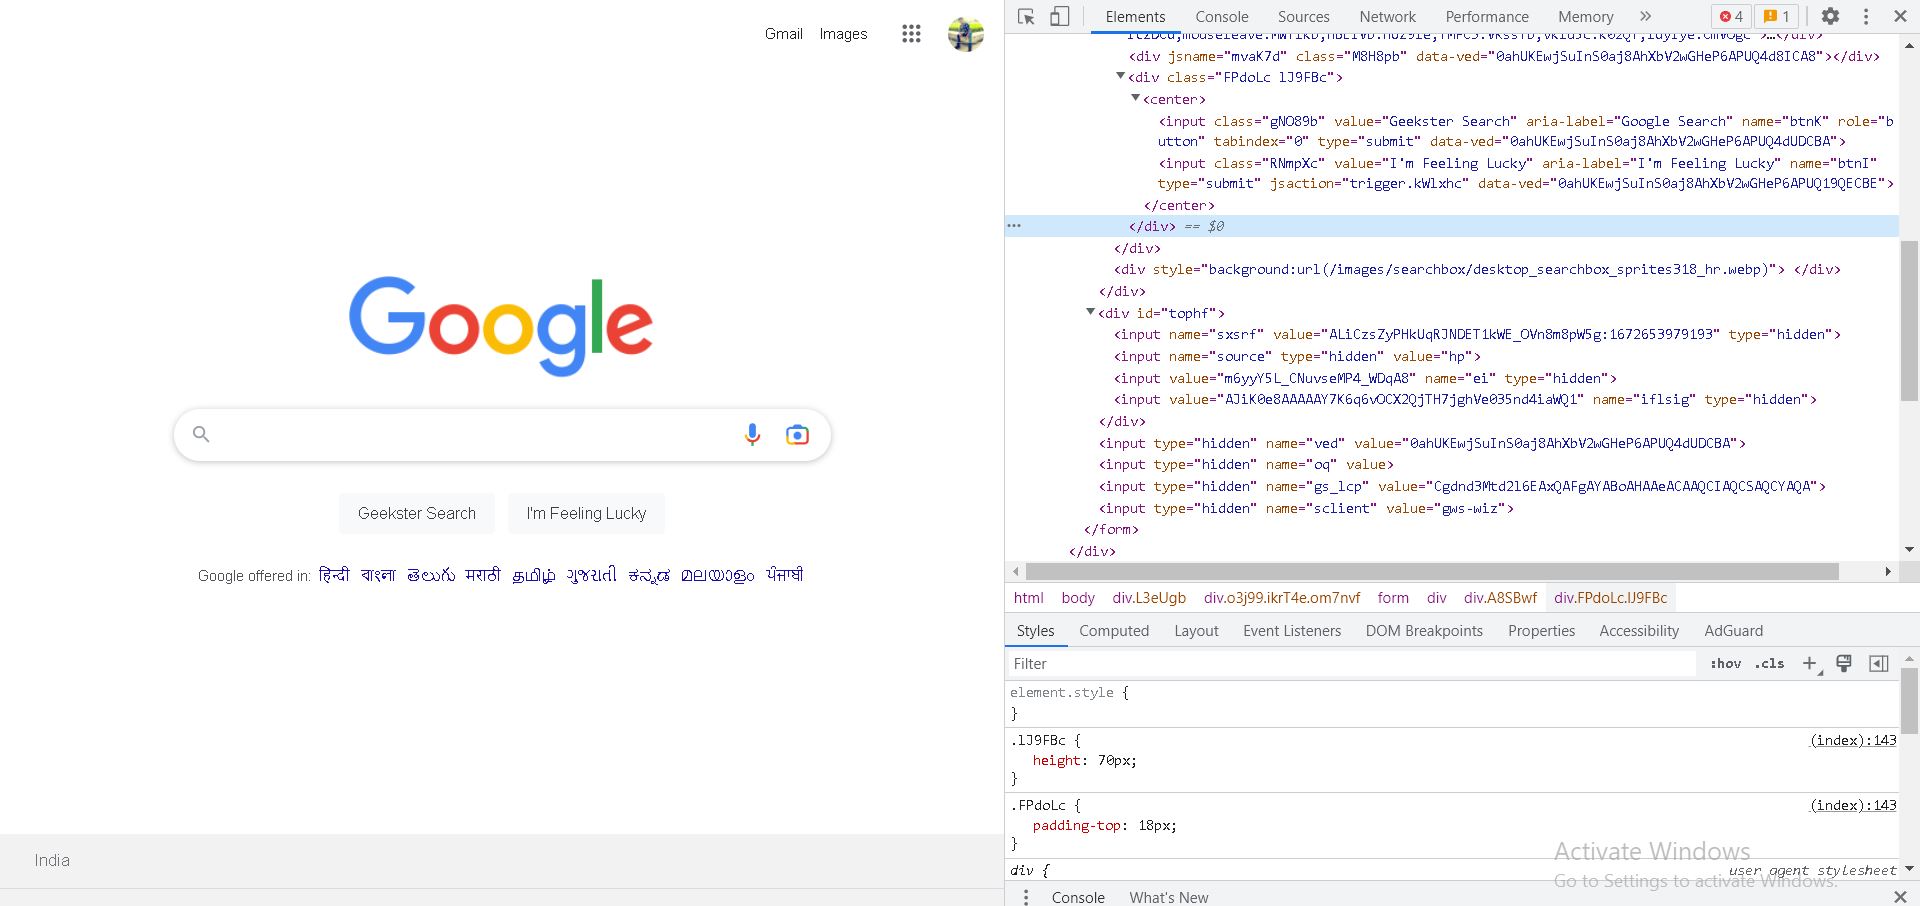 Gmail Images
Google
Geekster Search I'm Feeling Lucky
Google offered in: हिन्दी বাংলা తెలుగు मराठी தமிழ் ગુજરાતી ಕನ್ನಡ മലയാളം ਪੰਜਾਬੀ
India
Elements Console Sources Network Performance Memory » 4 1
<div jsname="mvaK7d" class="M8H8pb" data-ved="0ahUKEwjSuInS0aj8AhXbV2wGHeP6APUQ4d8ICA8"></div>
<div class="FPdoLc lJ9FBc">
<center>
<input class="gNO89b" value="Geekster Search" aria-label="Google Search" name="btnK" role="b
utton" tabindex="0" type="submit" data-ved="0ahUKEwjSuInS0aj8AhXbV2wGHeP6APUQ4dUDCBA">
<input class="RNmpXc" value="I'm Feeling Lucky" aria-label="I'm Feeling Lucky" name="btnI"
type="submit" jsaction="trigger.kWlxhc" data-ved="0ahUKEwjSuInS0aj8AhXbV2wGHeP6APUQ19QECBE">
</center>
</div> == $0
</div>
<div style="background:url(/images/searchbox/desktop_searchbox_sprites318_hr.webp)"> </div>
</div>
<div id="tophf">
<input name="sxsrf" value="ALiCzsZyPHkUqRJNDET1kWE_OVn8m8pW5g:1672653979193" type="hidden">
<input name="source" type="hidden" value="hp">
<input value="m6yyY5L_CNuvseMP4_WDqA8" name="ei" type="hidden">
<input value="AJiK0e8AAAAAY7K6q6vOCX2QjTH7jghVe035nd4iaWQ1" name="iflsig" type="hidden">
</div>
<input type="hidden" name="ved" value="0ahUKEwjSuInS0aj8AhXbV2wGHeP6APUQ4dUDCBA">
<input type="hidden" name="oq" value>
<input type="hidden" name="gs_lcp" value="Cgdnd3Mtd2l6EAxQAFgAYABoAHAAeACAAQCIAQCSAQCYAQA">
<input type="hidden" name="sclient" value="gws-wiz">
</form>
</div>
html body div.L3eUgb div.o3j99.ikrT4e.om7nvf form div div.A8SBwf div.FPdoLc.lJ9FBc
Styles Computed Layout Event Listeners DOM Breakpoints Properties Accessibility AdGuard
Filter :hov .cls
element.style {
}
.lJ9FBc { (index):143
height: 70px;
}
.FPdoLc { (index):143
padding-top: 18px;
}
div { user agent stylesheet
Activate Windows
Go to Settings to activate Windows.
Console What's New